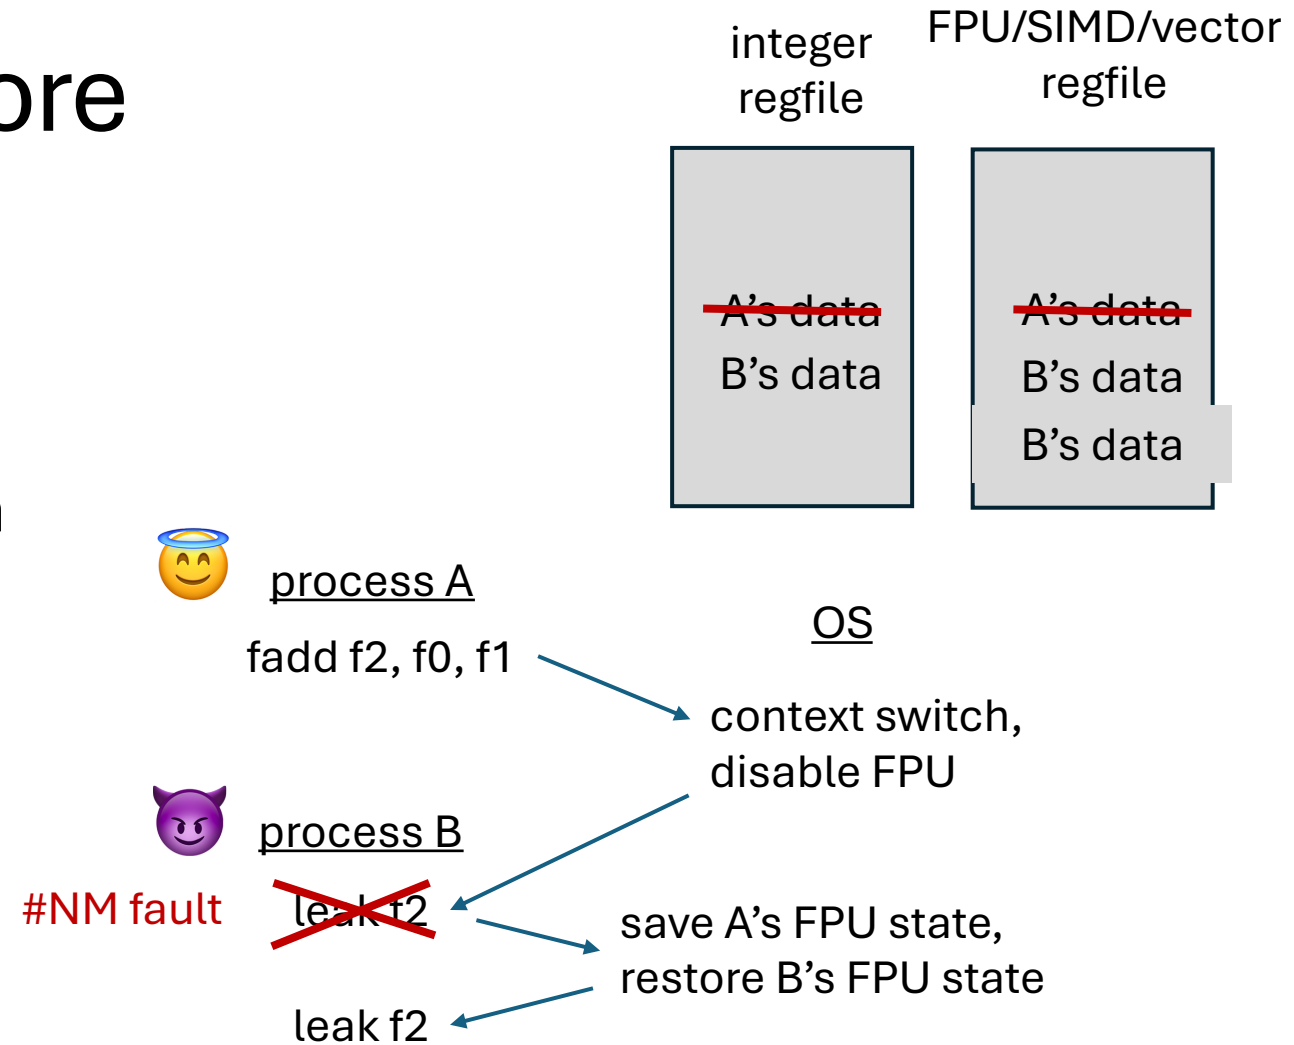 ore
integer
regfile
FPU/SIMD/vector
regfile
A's data
B's data
A's data
B's data
B's data
process A
fadd f2, f0, f1
OS
context switch,
disable FPU
process B
#NM fault
leak f2
save A's FPU state,
restore B's FPU state
leak f2